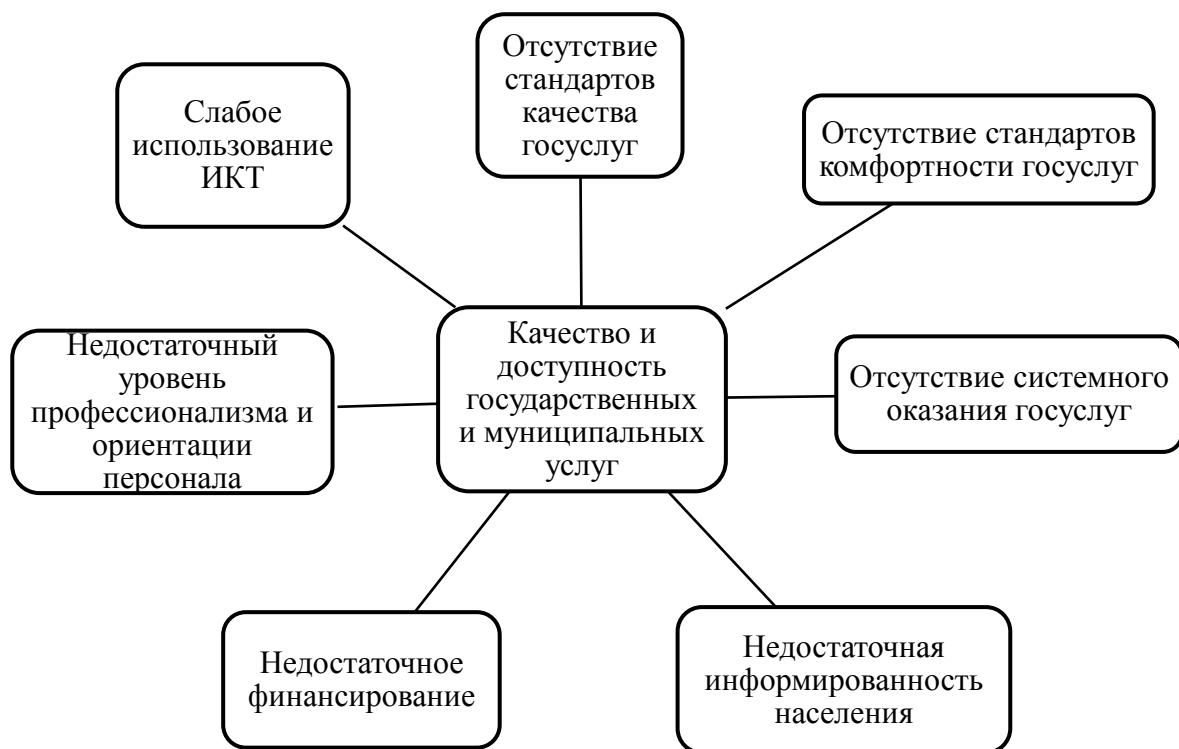 Отсутствие
стандартов
качества
госуслуг
Слабое
использование
ИКТ
Отсутствие стандартов
комфортности госуслуг
Качество и
доступность
государственных
и муниципальных
услуг
Недостаточный
уровень
профессионализма и
ориентации
персонала
Отсутствие системного
оказания госуслуг
Недостаточное
финансирование
Недостаточная
информированность
населения